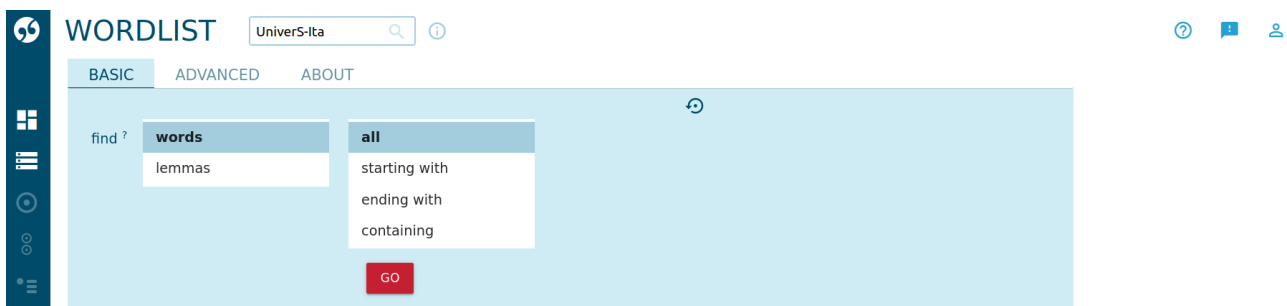 WORDLIST UniverS-Ita
BASIC ADVANCED ABOUT
find ? words all
lemmas starting with
ending with
containing
GO